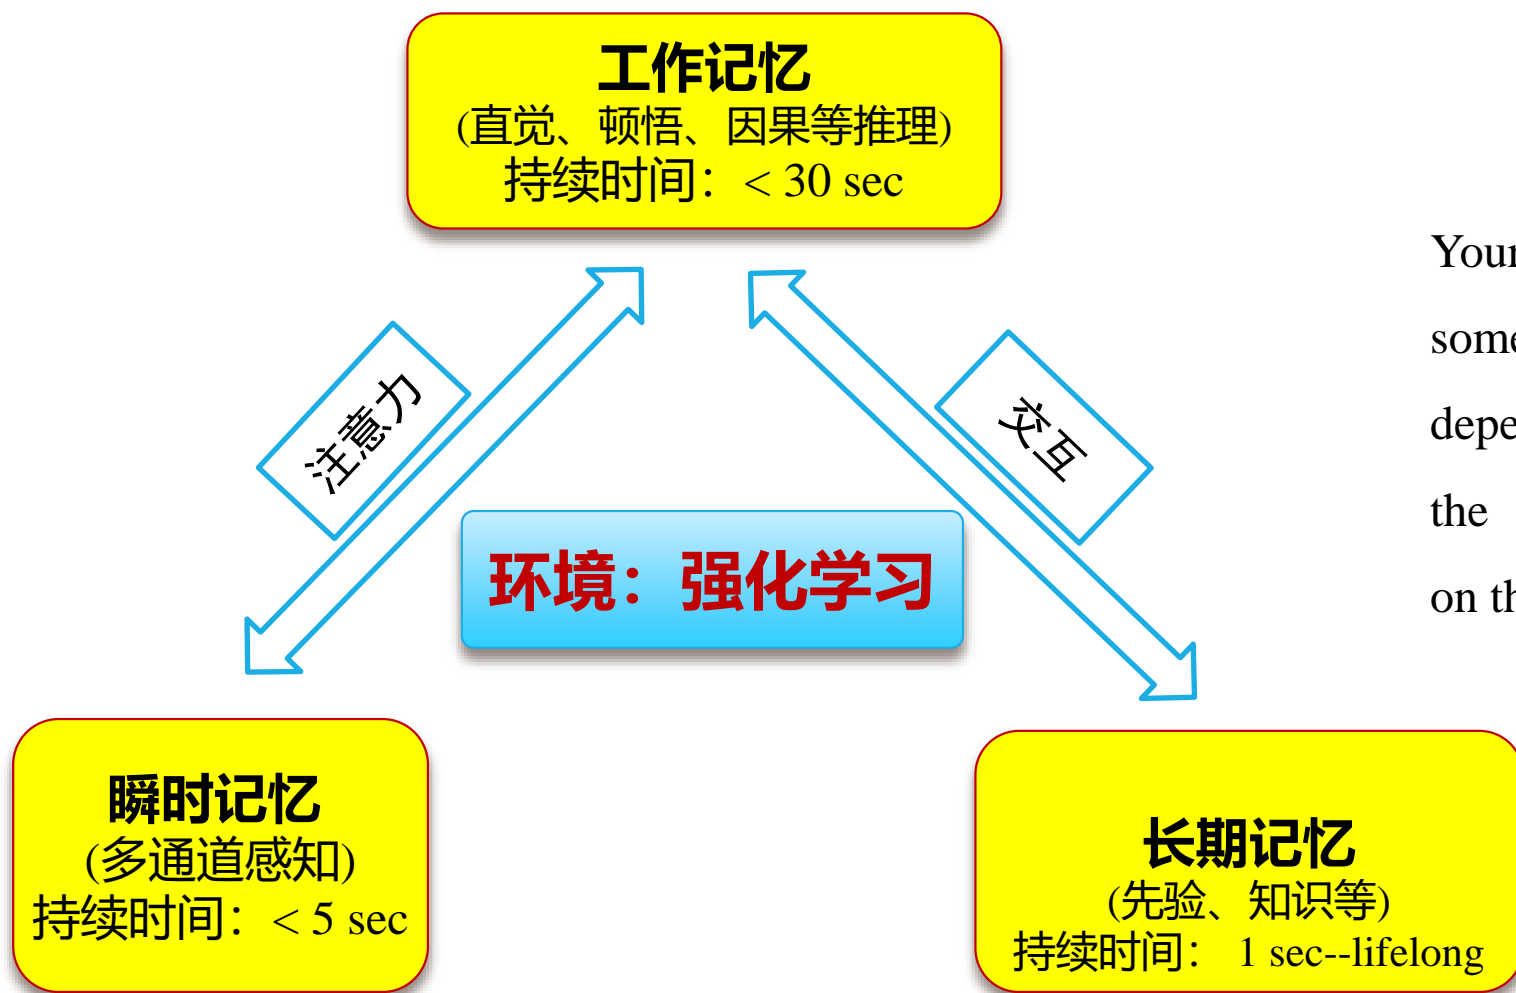 工作记忆
(直觉、顿悟、因果等推理)
持续时间：< 30 sec
注意力
交互
环境：强化学习
瞬时记忆
(多通道感知)
持续时间：< 5 sec
长期记忆
(先验、知识等)
持续时间： 1 sec--lifelong
the
on